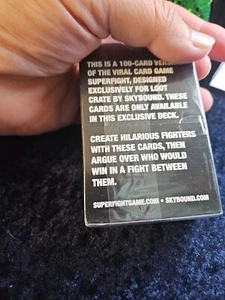 THIS IS A 100-CARD VERSION
OF THE VIRAL CARD GAME
SUPERFIGHT, DESIGNED
EXCLUSIVELY FOR LOOT
CRATE BY SKYBOUND. THESE
CARDS ARE ONLY AVAILABLE
IN THIS EXCLUSIVE DECK.
CREATE HILARIOUS FIGHTERS
WITH THESE CARDS, THEN
ARGUE OVER WHO WOULD
WIN IN A FIGHT BETWEEN
THEM.
SUPERFIGHTGAME.COM • SKYBOUND.COM